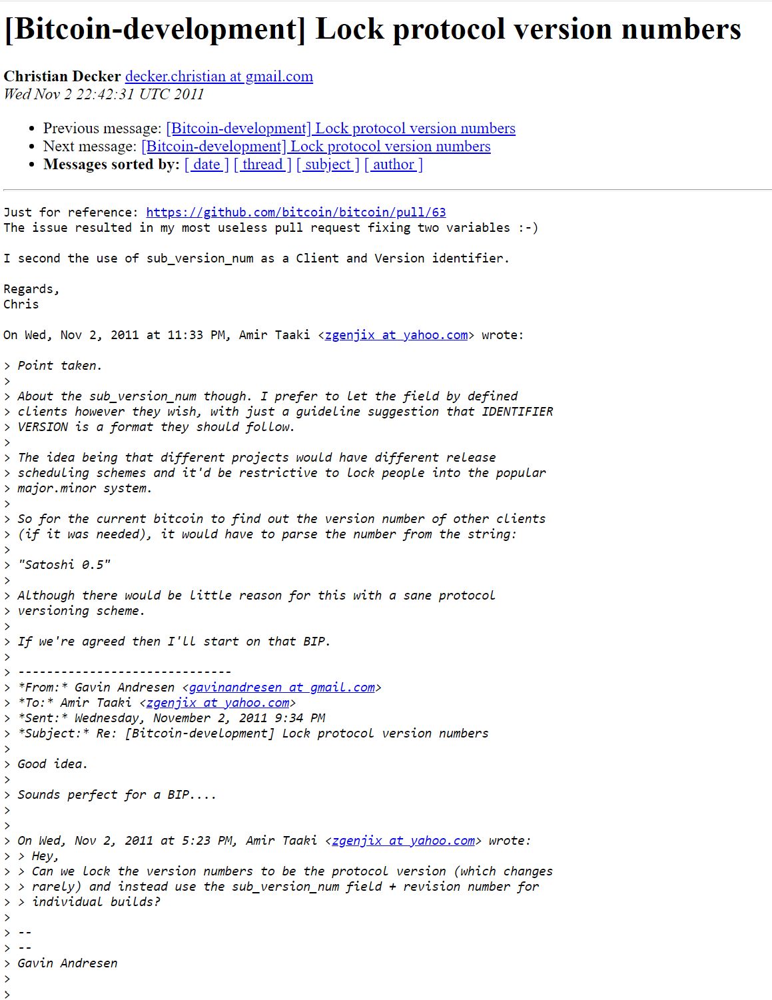 [Bitcoin-development] Lock protocol version numbers
Christian Decker decker.christian at gmail.com
Wed Nov 2 22:42:31 UTC 2011
• Previous message: [Bitcoin-development] Lock protocol version numbers
• Next message: [Bitcoin-development] Lock protocol version numbers
• Messages sorted by: [ date ] [ thread ] [ subject ] [ author ]
Just for reference: https://github.com/bitcoin/bitcoin/pull/63
The issue resulted in my most useless pull request fixing two variables :-)
I second the use of sub_version_num as a Client and Version identifier.
Regards,
Chris
On Wed, Nov 2, 2011 at 11:33 PM, Amir Taaki <zgenjix at yahoo.com> wrote:
> Point taken.
>
> About the sub_version_num though. I prefer to let the field by defined
> clients however they wish, with just a guideline suggestion that IDENTIFIER
> VERSION is a format they should follow.
>
> The idea being that different projects would have different release
> scheduling schemes and it'd be restrictive to lock people into the popular
> major.minor system.
>
> So for the current bitcoin to find out the version number of other clients
> (if it was needed), it would have to parse the number from the string:
>
> "Satoshi 0.5"
>
> Although there would be little reason for this with a sane protocol
> versioning scheme.
>
> If we're agreed then I'll start on that BIP.
>
> ------------------------------
> *From:* Gavin Andresen <gavinandresen at gmail.com>
> *To:* Amir Taaki <zgenjix at yahoo.com>
> *Sent:* Wednesday, November 2, 2011 9:34 PM
> *Subject:* Re: [Bitcoin-development] Lock protocol version numbers
>
> Good idea.
>
> Sounds perfect for a BIP....
>
>
> On Wed, Nov 2, 2011 at 5:23 PM, Amir Taaki <zgenjix at yahoo.com> wrote:
> > Hey,
> > Can we lock the version numbers to be the protocol version (which changes
> > rarely) and instead use the sub_version_num field + revision number for
> > individual builds?
>
> --
> --
> Gavin Andresen
>
>